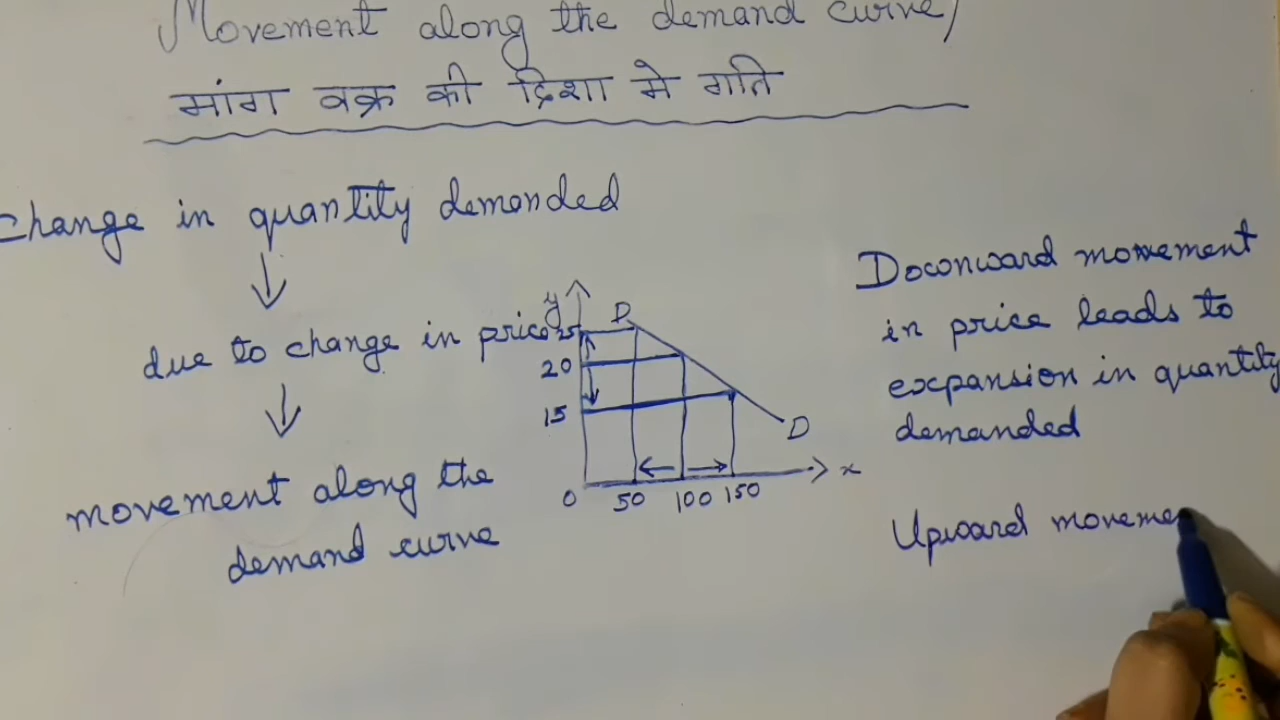 Movement along the demand curve/
मांग वक्र की दिशा मे गति
Change in quantity demanded
due to change in price
movement along the
demand curve
y
D
25
20
15
D
x
0
50 100 150
Downward movement
in price leads to
expansion in quantity
demanded
Upward moveme